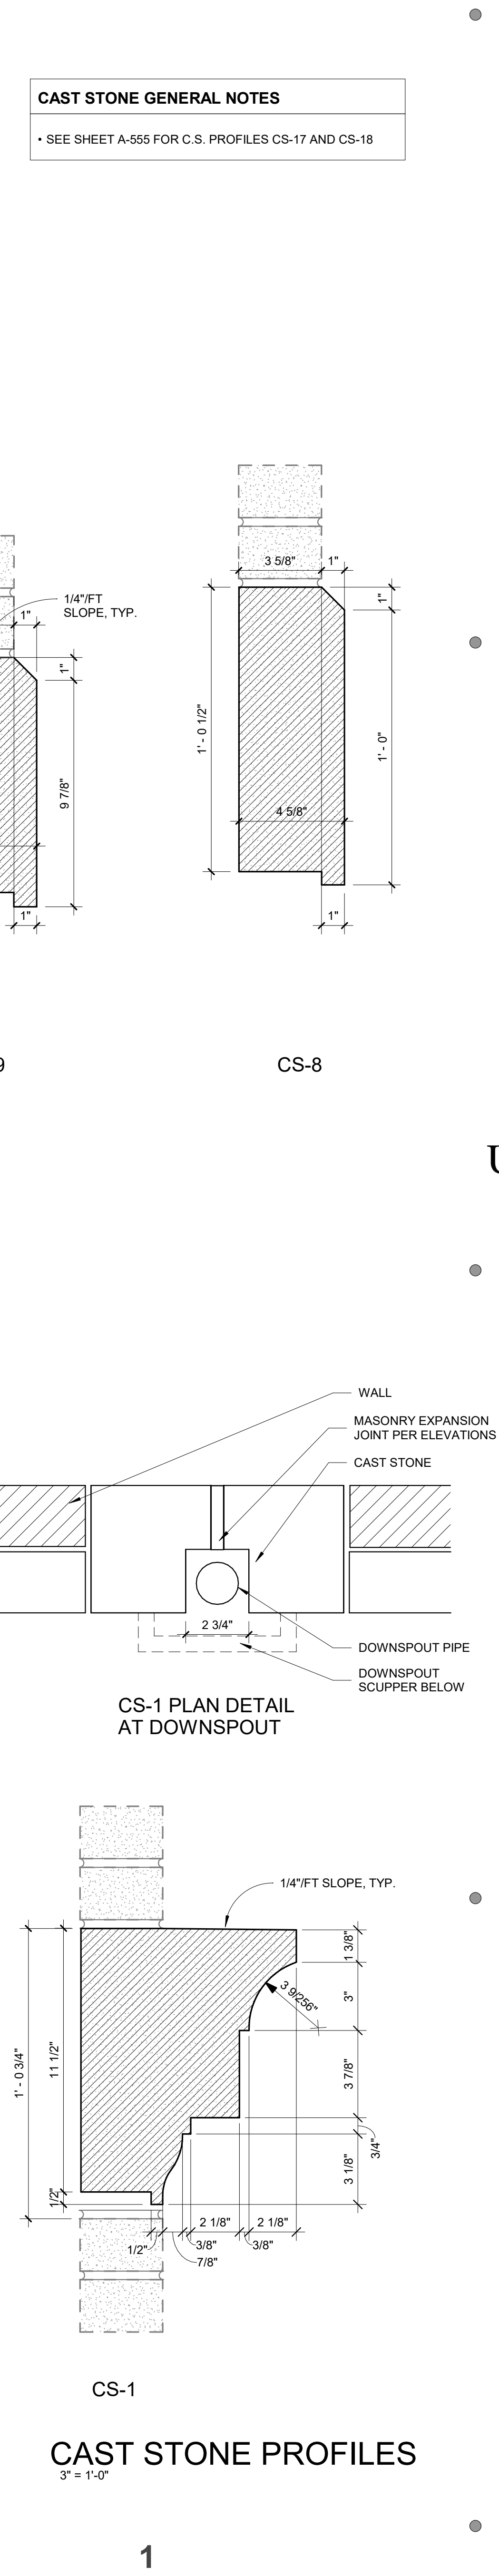 CAST STONE GENERAL NOTES
• SEE SHEET A-555 FOR C.S. PROFILES CS-17 AND CS-18
1/4"/FT
SLOPE, TYP.
1"
1"
9 7/8"
1"
9
3 5/8"
1"
1"
1' - 0 1/2"
1' - 0"
4 5/8"
1"
CS-8
U
WALL
MASONRY EXPANSION
JOINT PER ELEVATIONS
CAST STONE
2 3/4"
DOWNSPOUT PIPE
DOWNSPOUT
SCUPPER BELOW
CS-1 PLAN DETAIL
AT DOWNSPOUT
1/4"/FT SLOPE, TYP.
1 3/8"
3 9/256"
3"
1' - 0 3/4"
11 1/2"
3 7/8"
3/4"
3 1/8"
1/2"
2 1/8"
2 1/8"
1/2"
3/8"
3/8"
7/8"
CS-1
CAST STONE PROFILES
3" = 1'-0"
1